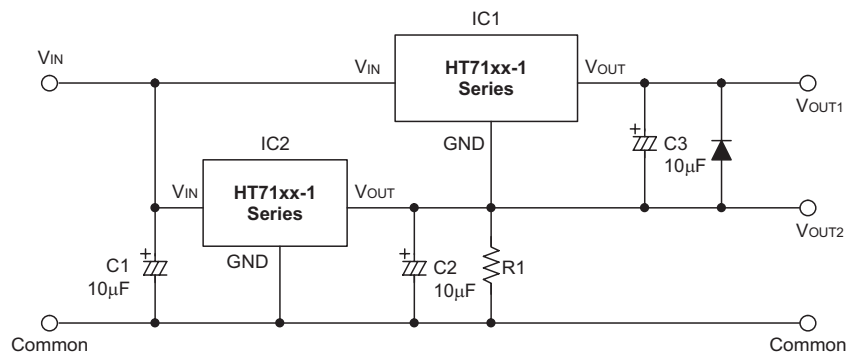 IC1
VIN
VIN
HT71xx-1
Series
VOUT
VOUT1
GND
C3
10µF
IC2
VIN
HT71xx-1
Series
VOUT
VOUT2
GND
C1
10µF
C2
10µF
R1
Common
Common